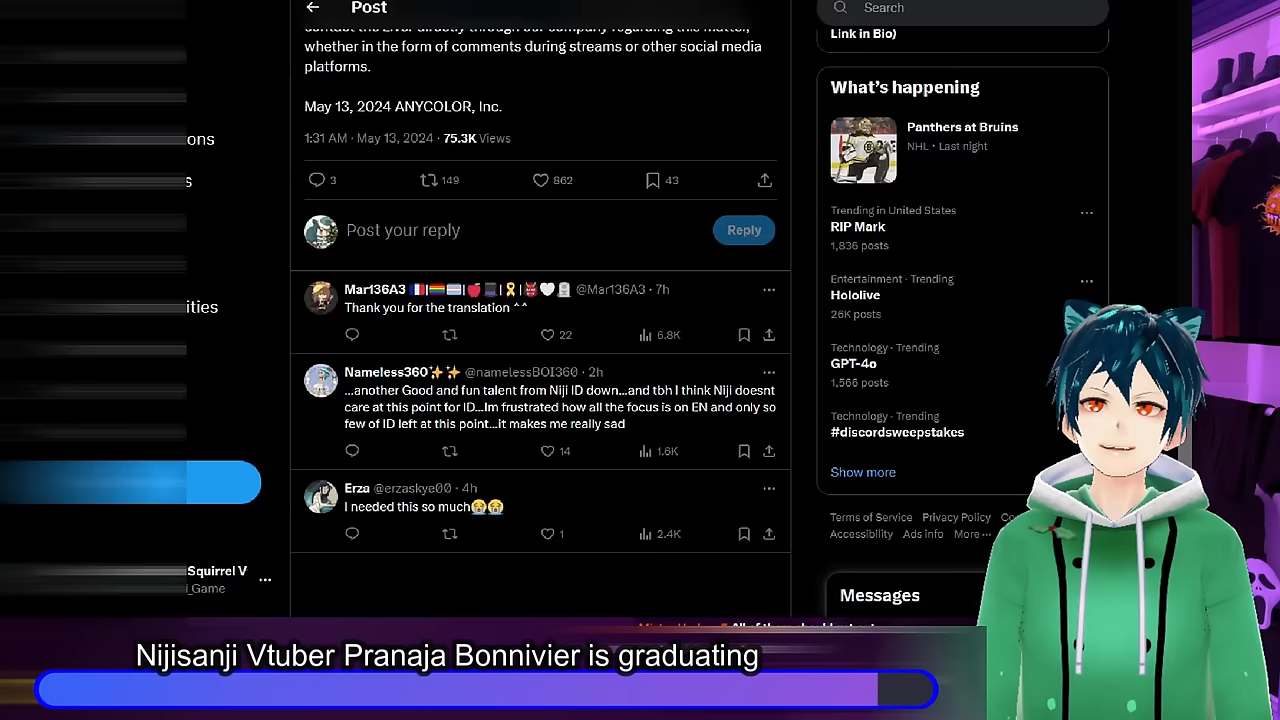 Post
Search
contact the Liver directly through our company regarding this matter,
whether in the form of comments during streams or other social media
platforms.
May 13, 2024 ANYCOLOR, Inc.
1:31 AM · May 13, 2024 · 75.3K Views
3
149
862
43
Post your reply
Reply
Mar136A3 @Mar136A3 · 7h
Thank you for the translation ^^
22
6.8K
Nameless360✨✨ @namelessBOI360 · 2h
...another Good and fun talent from Niji ID down...and tbh I think Niji doesnt
care at this point for ID...Im frustrated how all the focus is on EN and only so
few of ID left at this point...it makes me really sad
14
1.6K
Erza @erzaskye00 · 4h
I needed this so much😭😭
1
2.4K
ons
s
ities
Squirrel V
i_Game
Link in Bio)
What's happening
Panthers at Bruins
NHL · Last night
Trending in United States
RIP Mark
1,836 posts
Entertainment · Trending
Hololive
26K posts
Technology · Trending
GPT-4o
1,566 posts
Technology · Trending
#discordsweepstakes
Show more
Terms of Service Privacy Policy Co
Accessibility Ads info More ···
Messages
Nijisanji Vtuber Pranaja Bonnivier is graduating